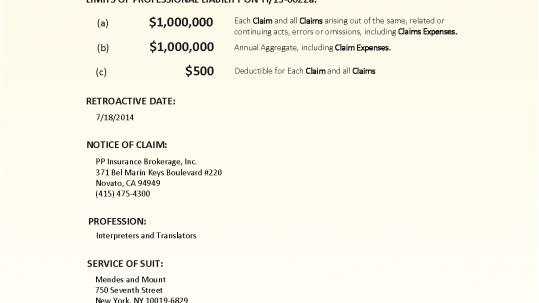 LIMITS OF PROFESSIONAL LIABILITY ON
(a) $1,000,000 Each Claim and all Claims arising out of the same, related or
continuing acts, errors or omissions, including Claims Expenses.
(b) $1,000,000 Annual Aggregate, including Claim Expenses.
(c) $500 Deductible for Each Claim and all Claims
RETROACTIVE DATE:
7/18/2014
NOTICE OF CLAIM:
PP Insurance Brokerage, Inc.
371 Bel Marin Keys Boulevard #220
Novato, CA 94949
(415) 475-4300
PROFESSION:
Interpreters and Translators
SERVICE OF SUIT:
Mendes and Mount
750 Seventh Street
New York, NY 10019-6829